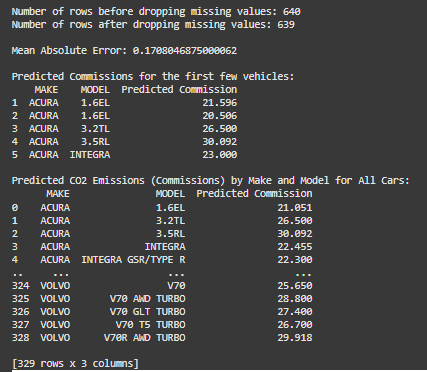 Number of rows before dropping missing values: 640
Number of rows after dropping missing values: 639
Mean Absolute Error: 0.1708046875000062
Predicted Commissions for the first few vehicles:
MAKE MODEL Predicted Commission
1 ACURA 1.6EL 21.596
2 ACURA 1.6EL 20.506
3 ACURA 3.2TL 26.500
4 ACURA 3.5RL 30.092
5 ACURA INTEGRA 23.000
Predicted CO2 Emissions (Commissions) by Make and Model for All Cars:
MAKE MODEL Predicted Commission
0 ACURA 1.6EL 21.051
1 ACURA 3.2TL 26.500
2 ACURA 3.5RL 30.092
3 ACURA INTEGRA 22.455
4 ACURA INTEGRA GSR/TYPE R 22.300
.. ... ... ...
324 VOLVO V70 25.650
325 VOLVO V70 AWD TURBO 28.800
326 VOLVO V70 GLT TURBO 27.400
327 VOLVO V70 T5 TURBO 26.700
328 VOLVO V70R AWD TURBO 29.918
[329 rows x 3 columns]